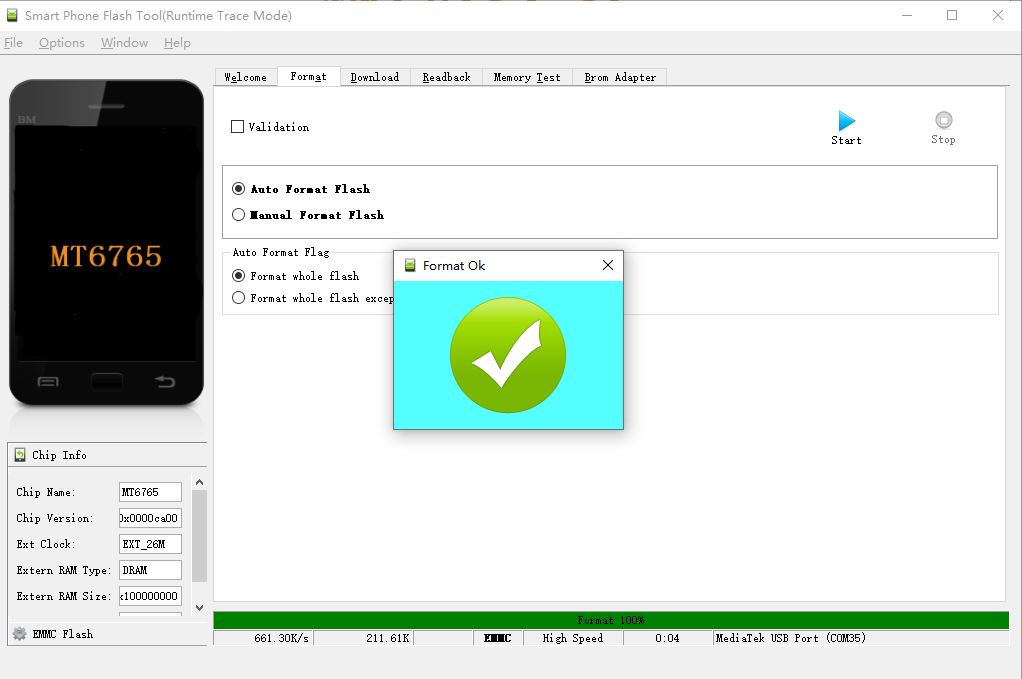 Smart Phone Flash Tool(Runtime Trace Mode)
File Options Window Help
Welcome Format Download Readback Memory Test Brom Adapter
BM
MT6765
Validation
Start
Stop
Auto Format Flash
Manual Format Flash
Auto Format Flag
Format whole flash
Format whole flash excep
Format Ok
Chip Info
Chip Name: MT6765
Chip Version: 0x0000ca00
Ext Clock: EXT_26M
Extern RAM Type: DRAM
Extern RAM Size: x100000000
EMMC Flash
Format 100%
661.30K/s 211.61K EMMC High Speed 0:04 MediaTek USB Port (COM35)